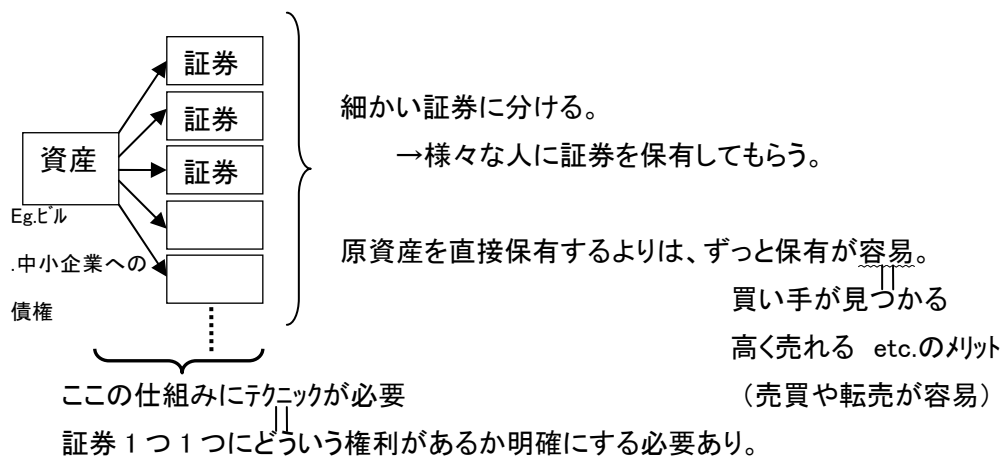 証券
証券
証券
資産
Eg.ﾋﾞﾙ
.中小企業への
債権
細かい証券に分ける。
→様々な人に証券を保有してもらう。
原資産を直接保有するよりは、ずっと保有が容易。
買い手が見つかる
高く売れる etc.のﾒﾘｯﾄ
（売買や転売が容易）
ここの仕組みにﾃｸﾆｯｸが必要
証券１つ１つにどういう権利があるか明確にする必要あり。